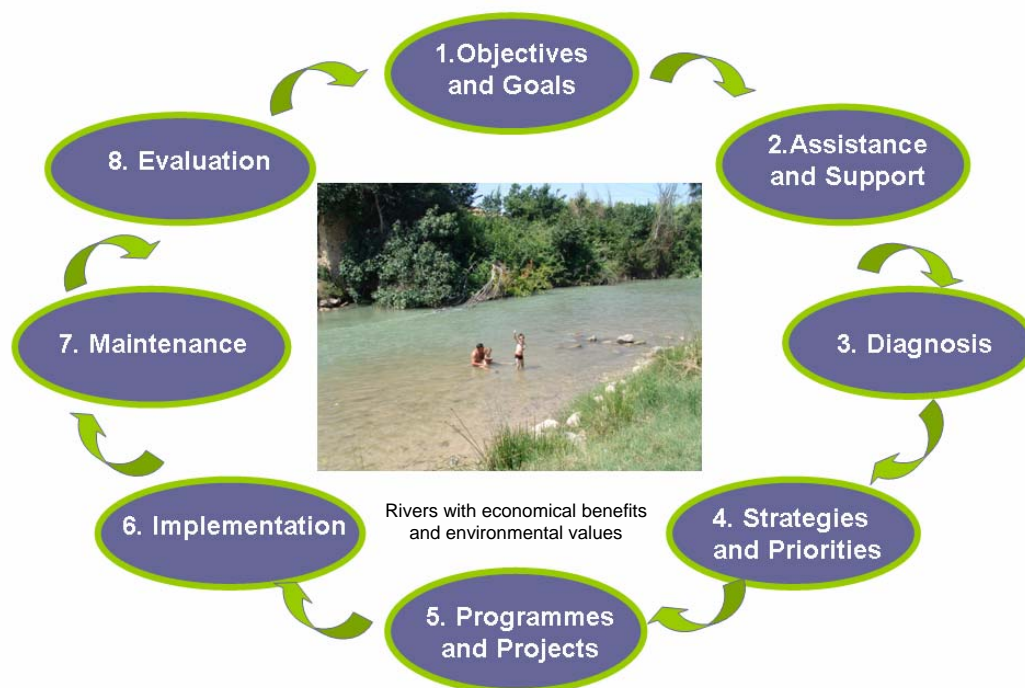 1.Objectives
and Goals
2.Assistance
and Support
3. Diagnosis
4. Strategies
and Priorities
5. Programmes
and Projects
6. Implementation
7. Maintenance
8. Evaluation
Rivers with economical benefits
and environmental values